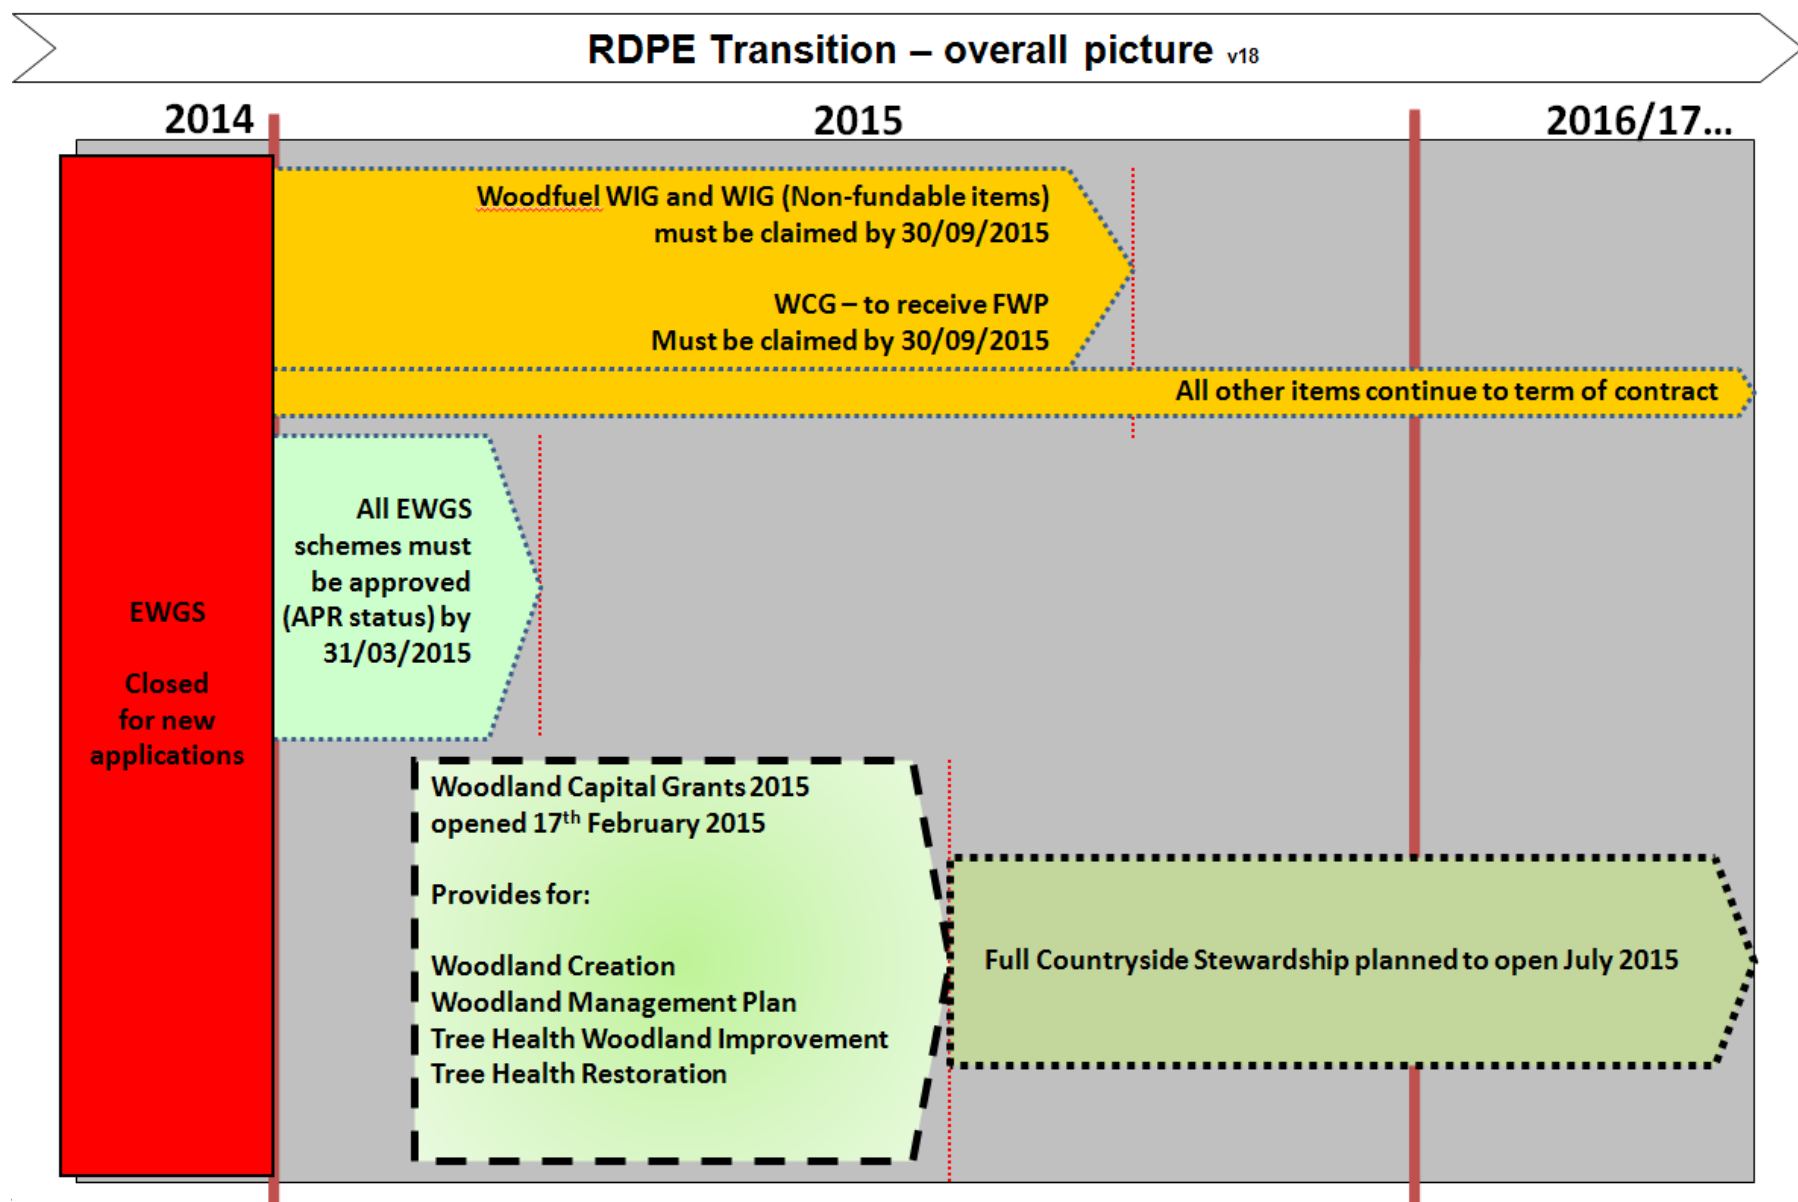 RDPE Transition – overall picture v18
2014
2015
2016/17...
Woodfuel WIG and WIG (Non-fundable items)
must be claimed by 30/09/2015
WCG – to receive FWP
Must be claimed by 30/09/2015
All other items continue to term of contract
All EWGS
schemes must
be approved
(APR status) by
31/03/2015
EWGS
Closed
for new
applications
Woodland Capital Grants 2015
opened 17th February 2015
Provides for:
Woodland Creation
Woodland Management Plan
Tree Health Woodland Improvement
Tree Health Restoration
Full Countryside Stewardship planned to open July 2015